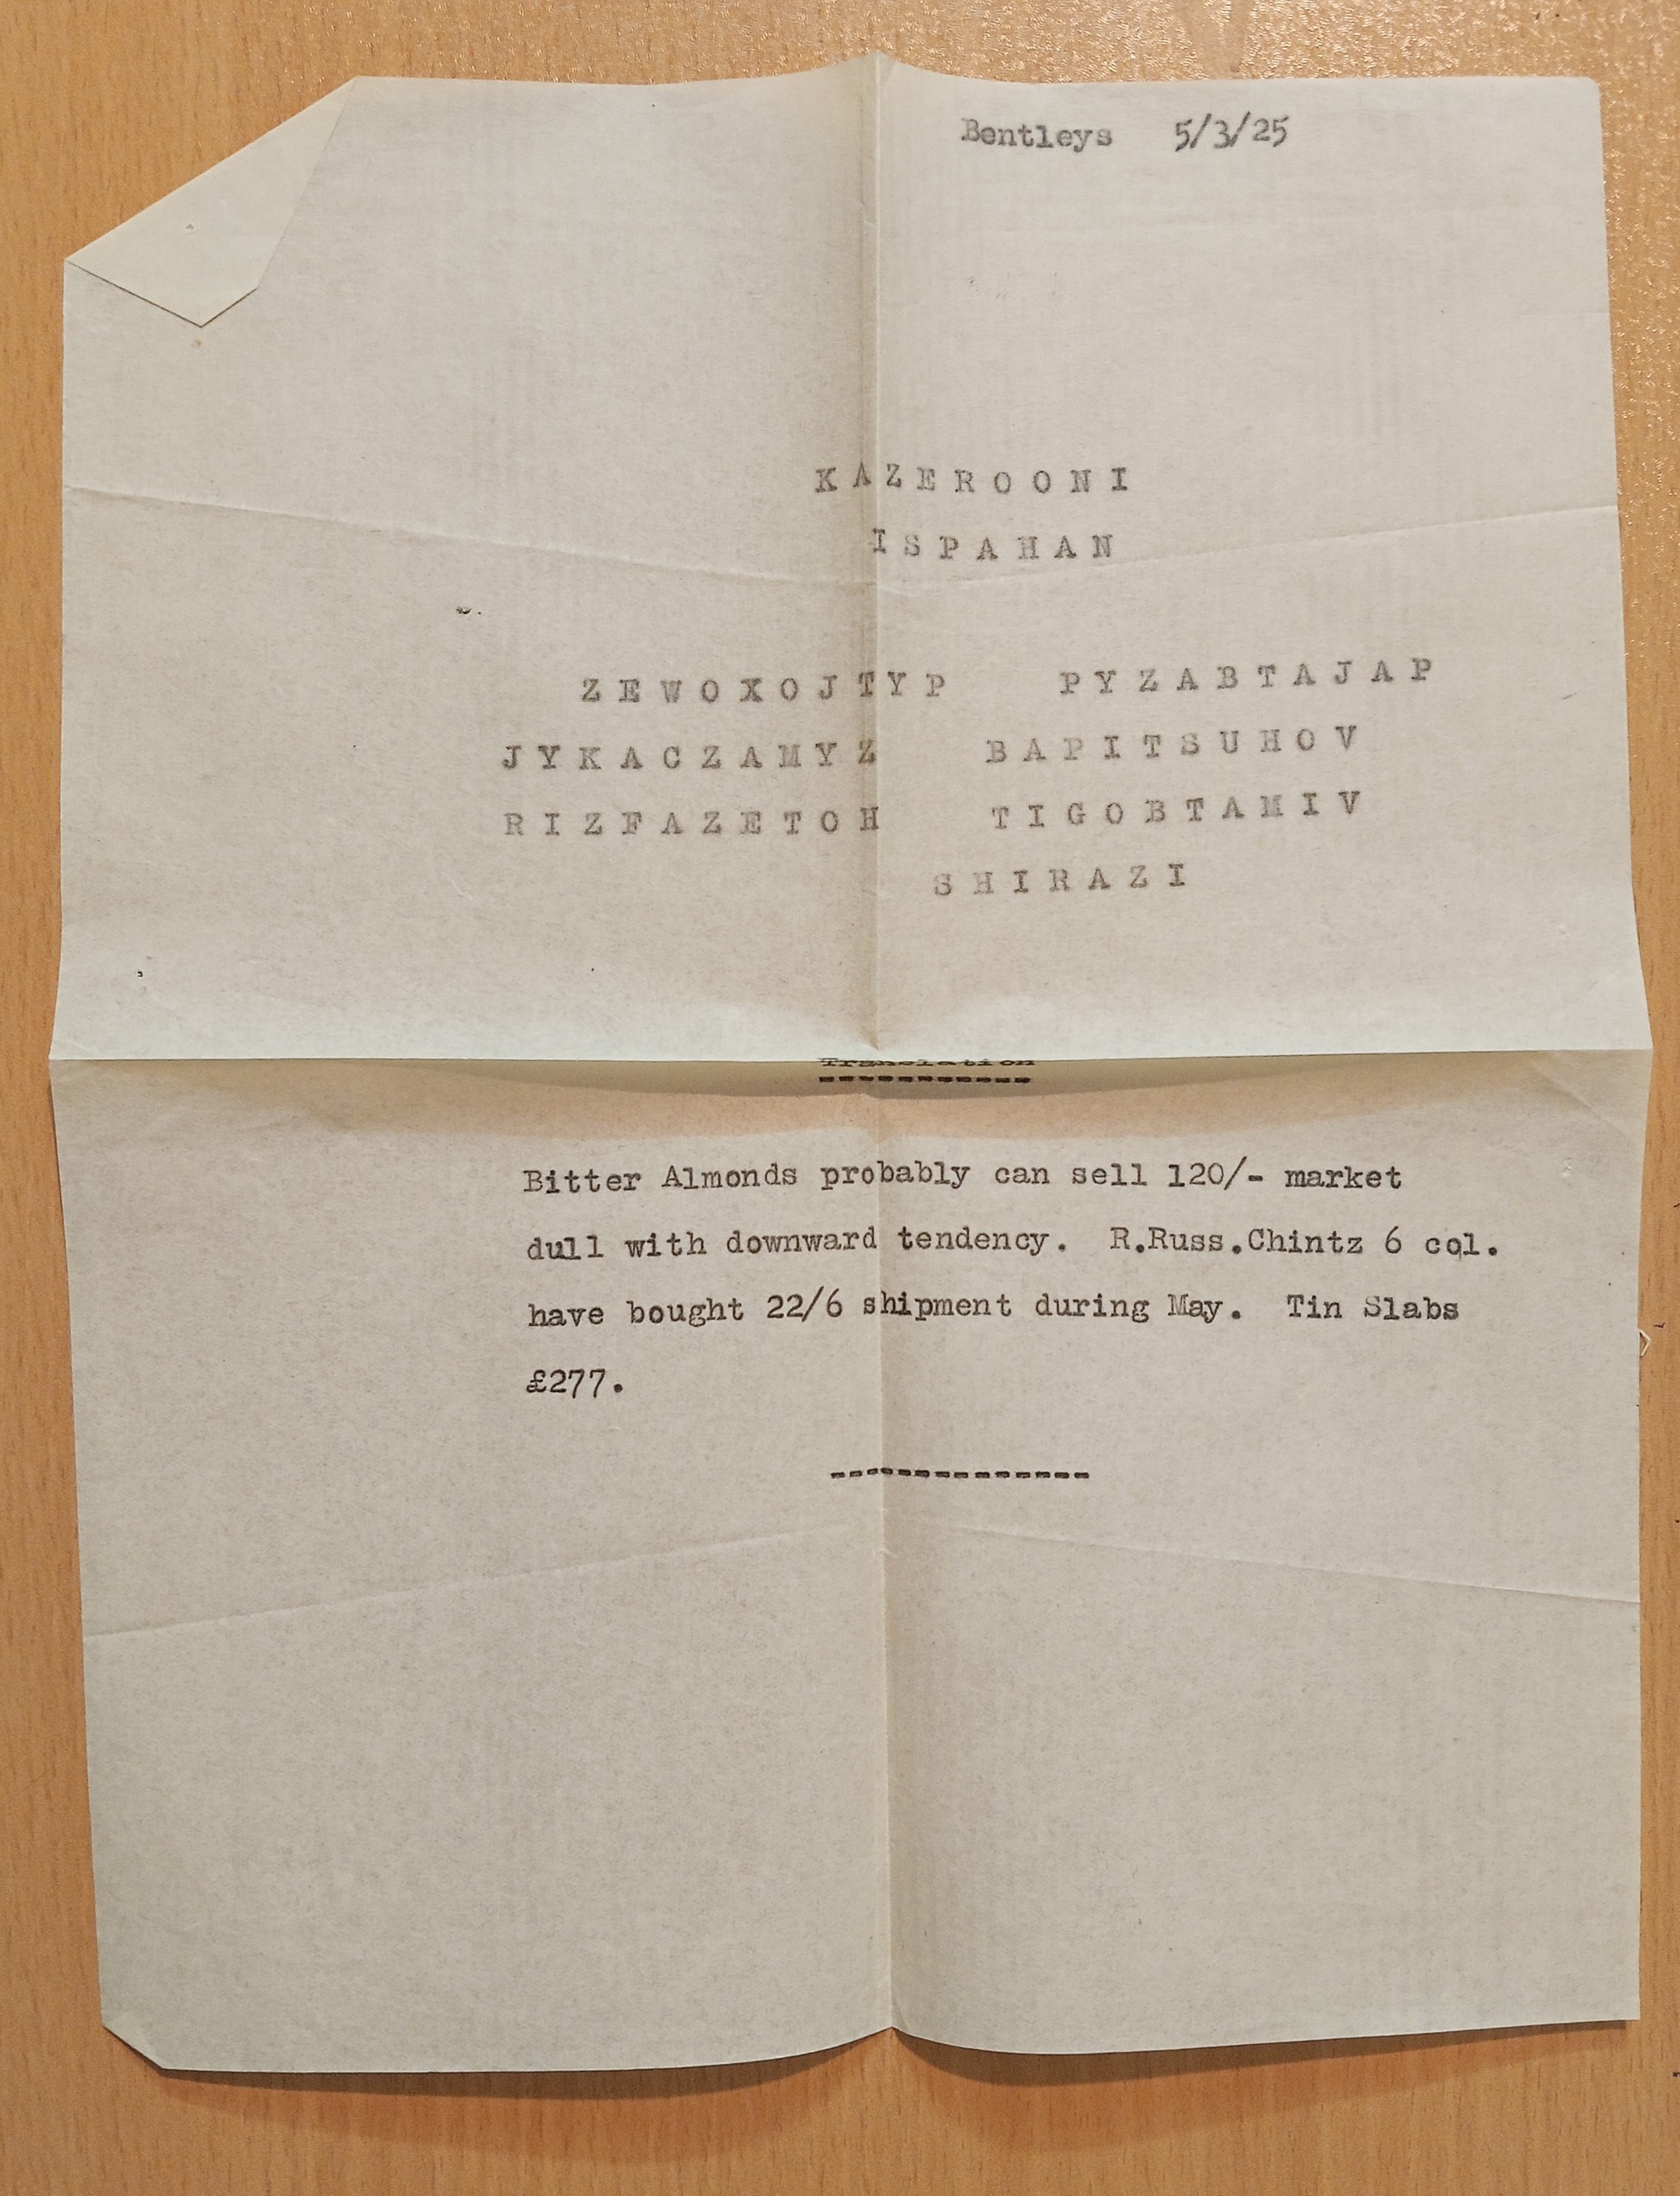 Bentleys 5/3/25
KAZEROONI
ISPAHAN
ZEWOXOJTYP PYZABTAJAP
JYKACZAMYZ BAPITSUHOV
RIZFAZETOH TIGOBTAMIV
SHIRAZI
Translation
Bitter Almonds probably can sell 120/- market
dull with downward tendency. R.Russ.Chintz 6 col.
have bought 22/6 shipment during May. Tin Slabs
£277.